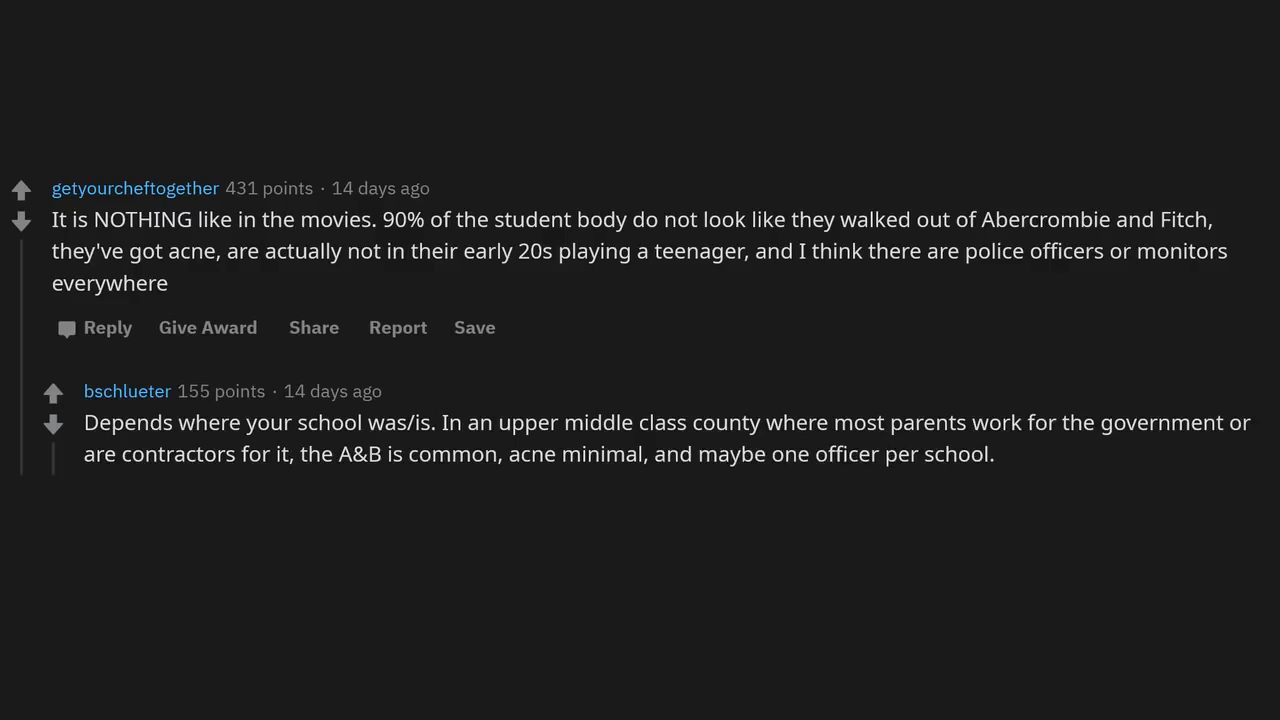 getyourcheftogether 431 points · 14 days ago
It is NOTHING like in the movies. 90% of the student body do not look like they walked out of Abercrombie and Fitch,
they've got acne, are actually not in their early 20s playing a teenager, and I think there are police officers or monitors
everywhere
Reply Give Award Share Report Save
bschlueter 155 points · 14 days ago
Depends where your school was/is. In an upper middle class county where most parents work for the government or
are contractors for it, the A&B is common, acne minimal, and maybe one officer per school.